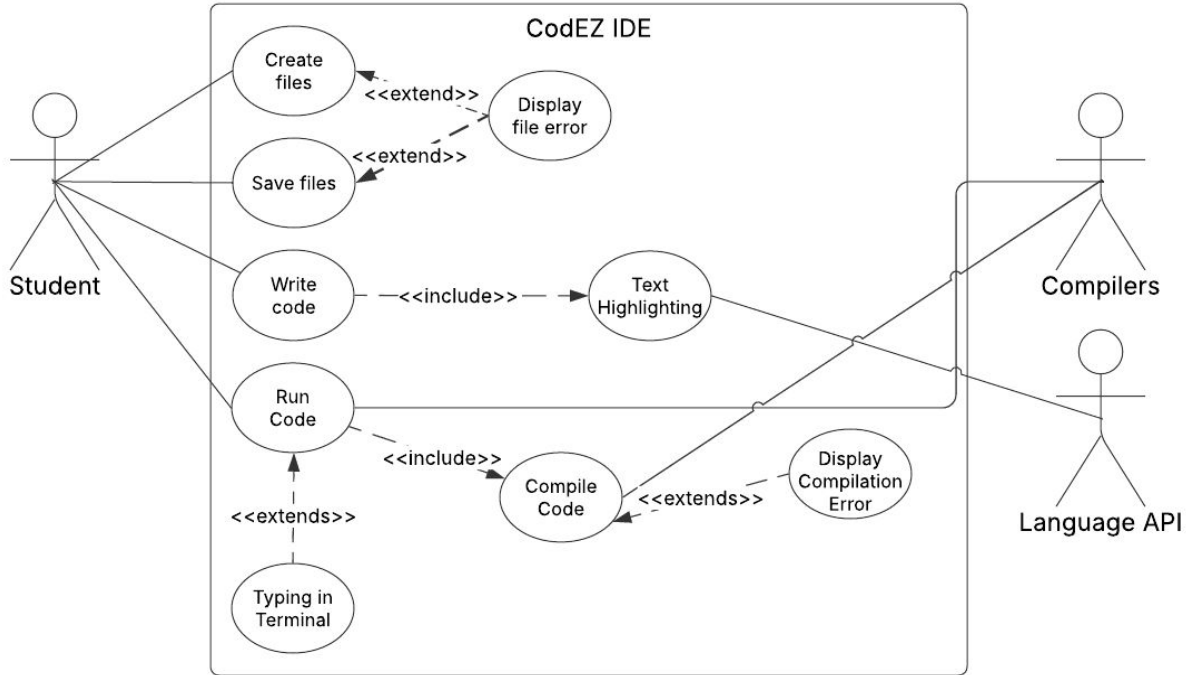 CodEZ IDE
Create
files
<<extend>>
Display
file error
<<extend>>
Save files
Student
Compilers
Write
code
<<include>>
Text
Highlighting
Run
Code
<<include>>
Compile
Code
<<extends>>
Display
Compilation
Error
Language API
<<extends>>
Typing in
Terminal